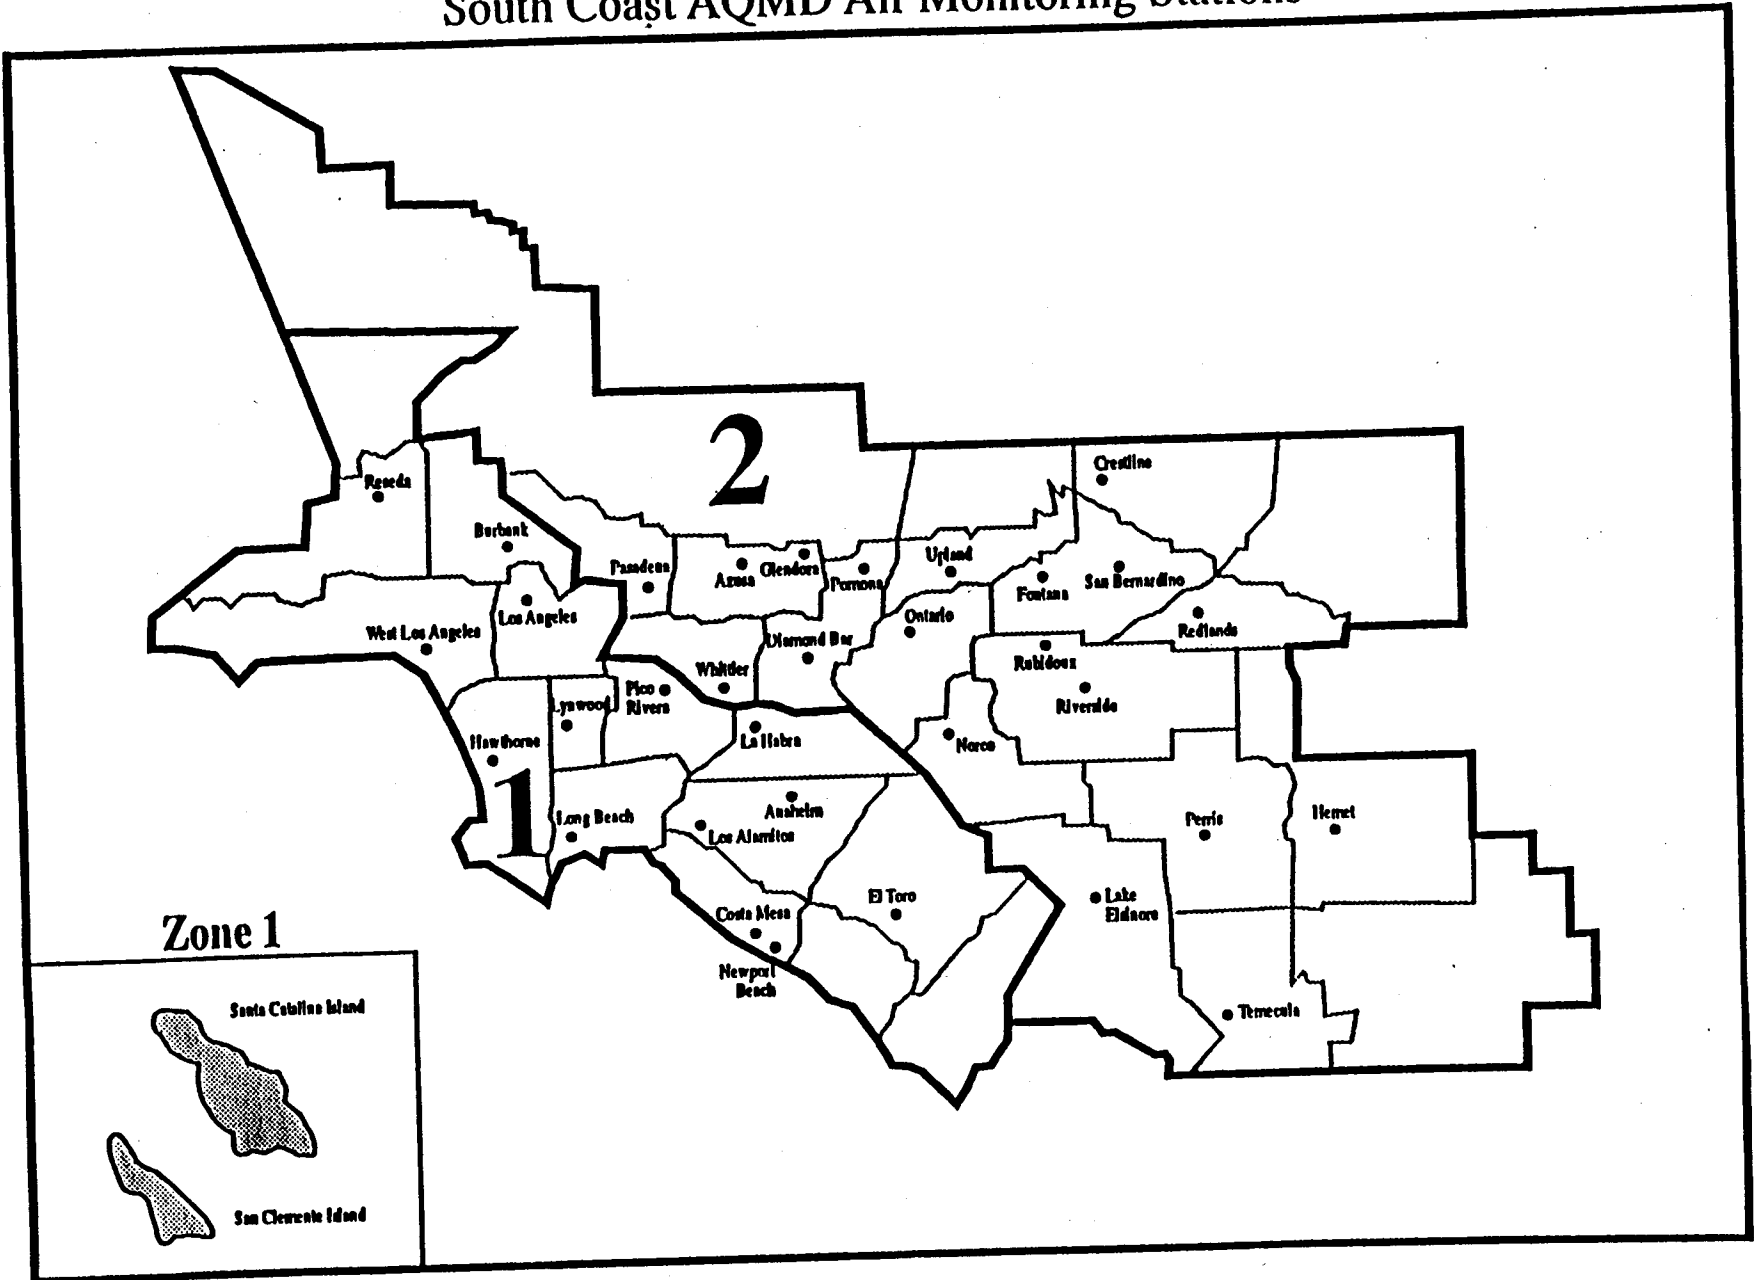 South Coast AQMD Air Monitoring Stations
2
Crestline
Reseda
Burbank
Pasadena
Azusa
Glendora
Pomona
Upland
Fontana
San Bernardino
Los Angeles
Ontario
Redlands
West Los Angeles
Diamond Bar
Whittier
Rubidoux
Pico
Rivera
Lynwood
Riverside
Hawthorne
La Habra
Norco
1
Long Beach
Anaheim
Los Alamitos
Perris
Hemet
El Toro
Lake
Elsinore
Costa Mesa
Newport
Beach
Temecula
Zone 1
Santa Catalina Island
San Clemente Island